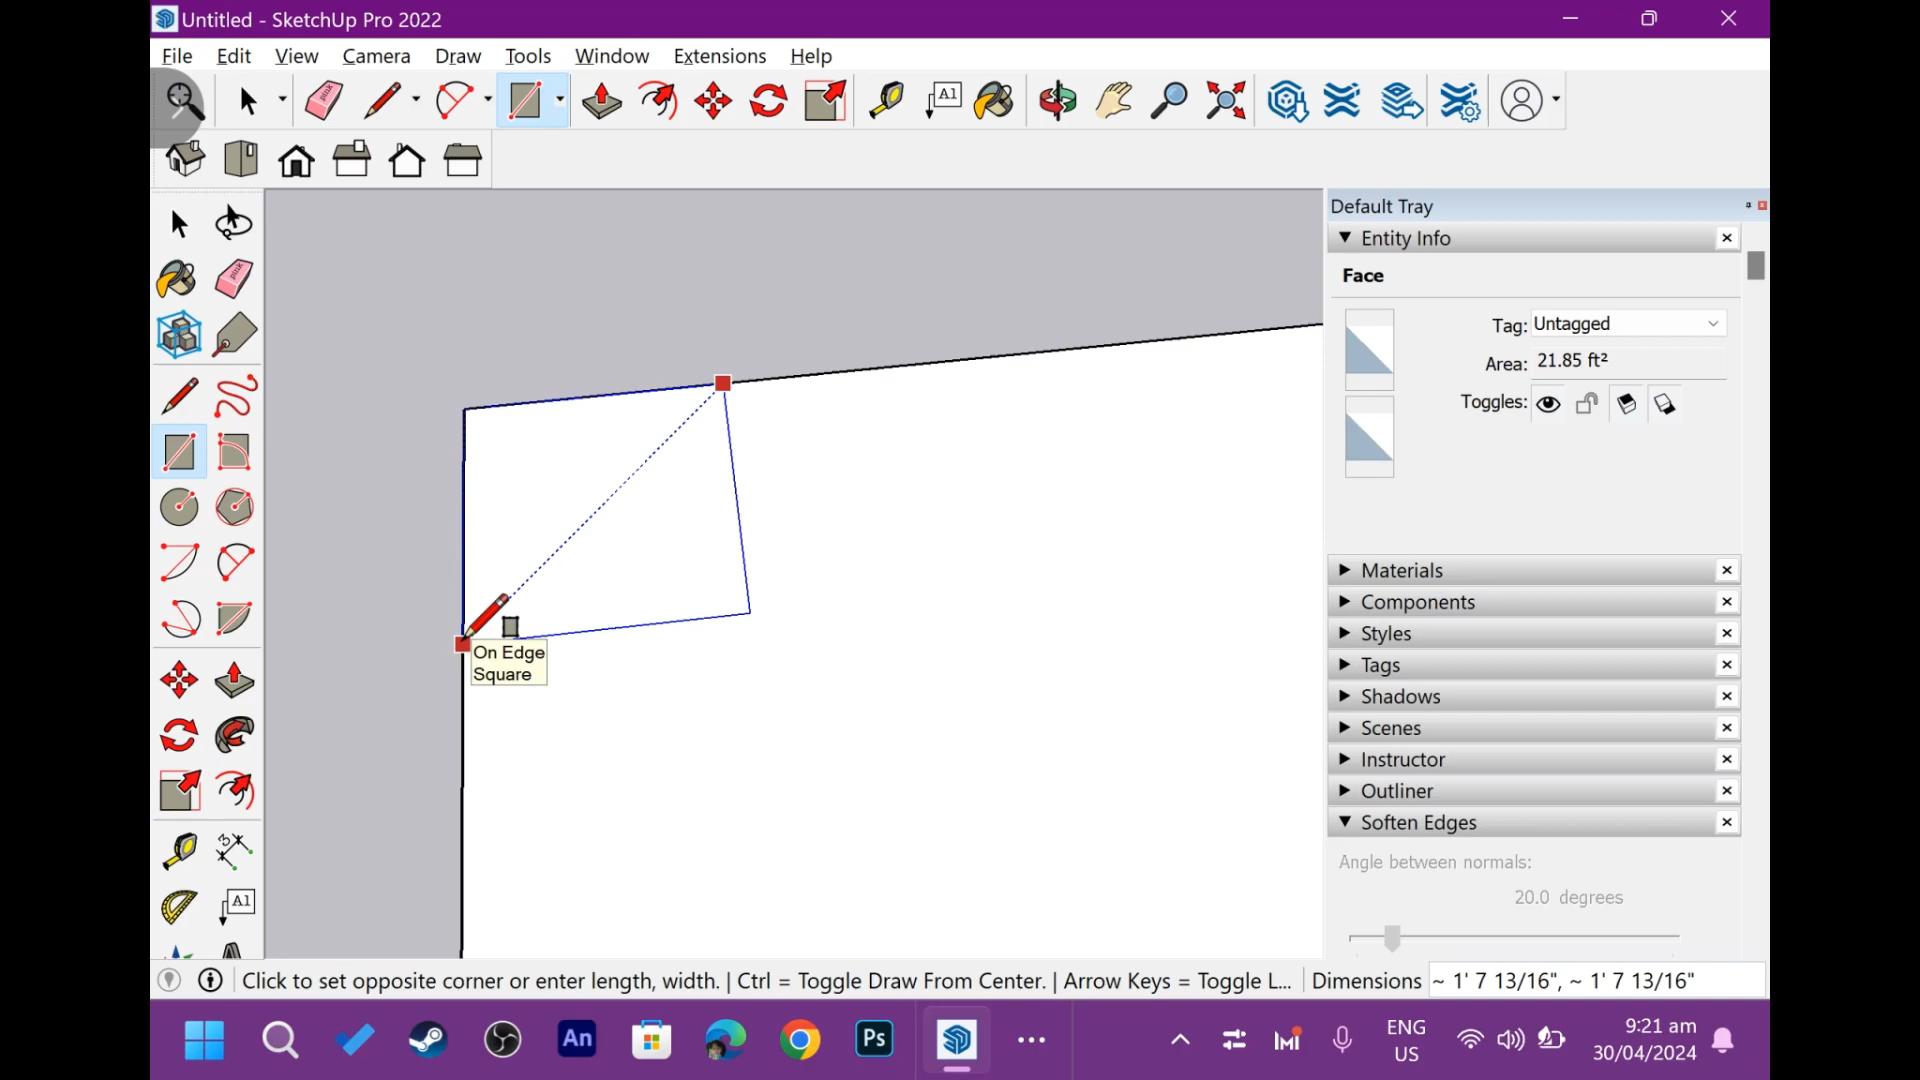 Untitled - SketchUp Pro 2022
File Edit View Camera Draw Tools Window Extensions Help
pink
A1
Default Tray
Entity Info
Face
Tag: Untagged
Area: 21.85 ft²
Toggles:
pink
3
A1
On Edge
Square
Materials
Components
Styles
Tags
Shadows
Scenes
Instructor
Outliner
Soften Edges
Angle between normals:
20.0 degrees
Click to set opposite corner or enter length, width. | Ctrl = Toggle Draw From Center. | Arrow Keys = Toggle L... Dimensions ~ 1' 7 13/16", ~ 1' 7 13/16"
An
Ps
ENG
US
9:21 am
30/04/2024